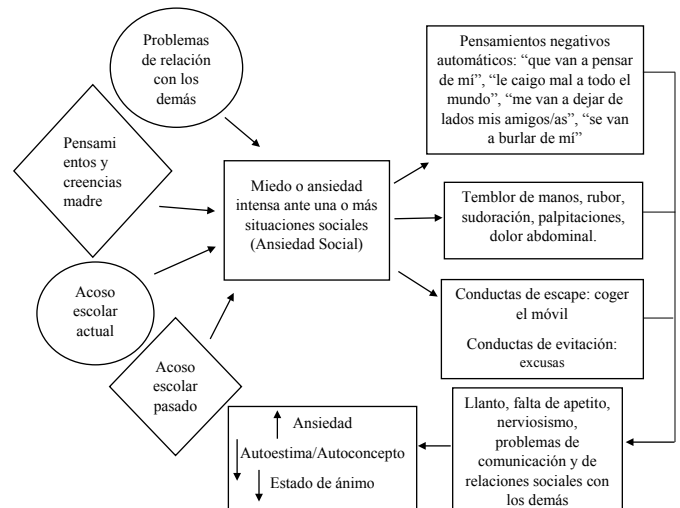 Problemas
de relación
con los
demás
Pensami
entos y
creencias
madre
Acoso
escolar
actual
Acoso
escolar
pasado
Miedo o ansiedad
intensa ante una o más
situaciones sociales
(Ansiedad Social)
Pensamientos negativos
automáticos: “que van a pensar
de mí”, “le caigo mal a todo el
mundo”, “me van a dejar de
lados mis amigos/as”, “se van
a burlar de mí”
Temblor de manos, rubor,
sudoración, palpitaciones,
dolor abdominal.
Conductas de escape: coger
el móvil
Conductas de evitación:
excusas
Llanto, falta de apetito,
nerviosismo,
problemas de
comunicación y de
relaciones sociales con
los demás
Ansiedad
Autoestima/Autoconcepto
Estado de ánimo